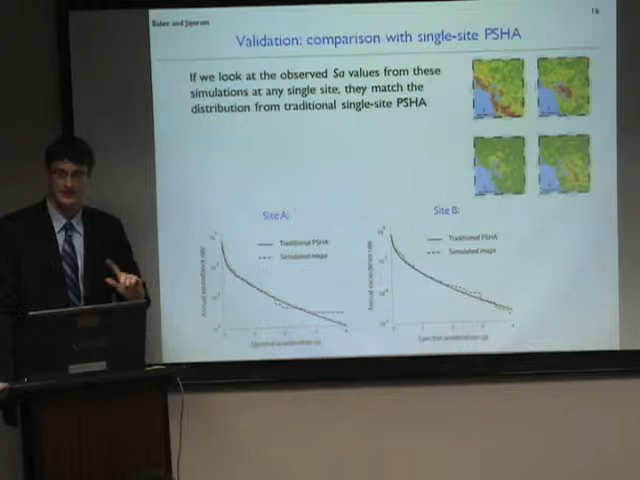 Baker and Jayaram
16
Validation: comparison with single-site PSHA
If we look at the observed Sa values from these
simulations at any single site, they match the
distribution from traditional single-site PSHA
Site A:
Site B:
Traditional PSHA
Simulated maps
Traditional PSHA
Simulated maps
Annual exceedance rate
Annual exceedance rate
Spectral acceleration (g)
Spectral acceleration (g)